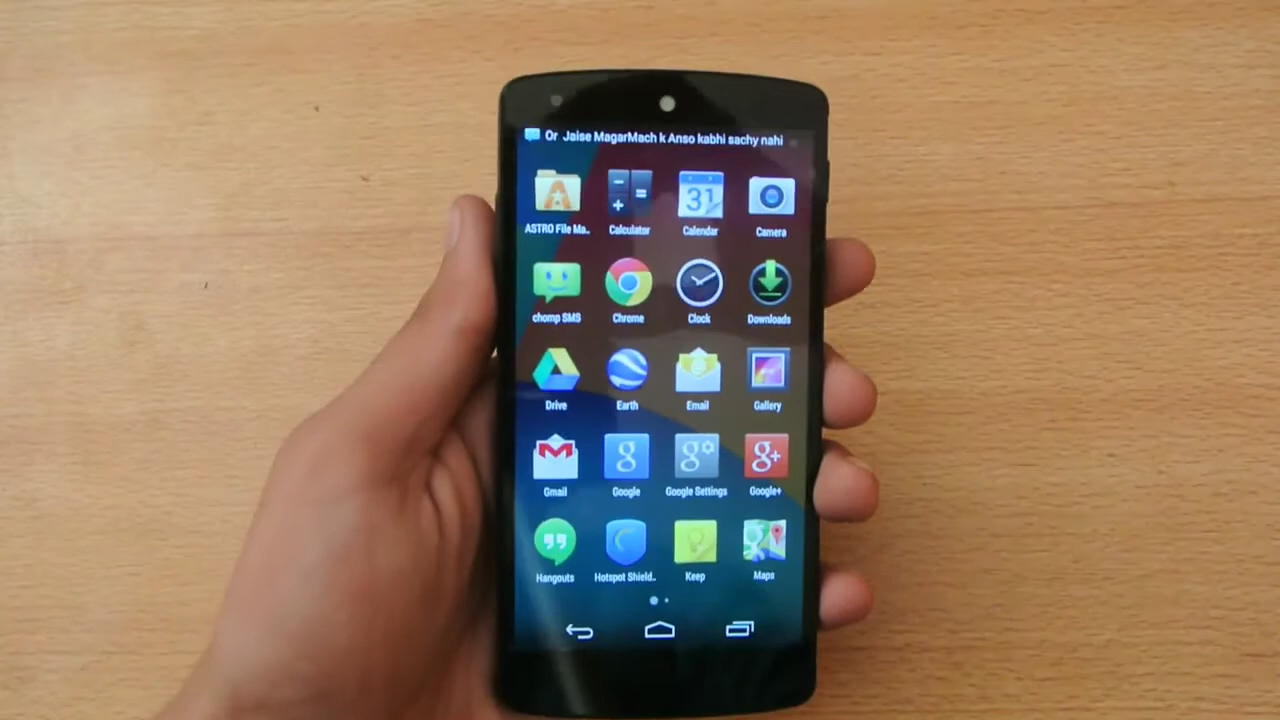 Or Jaise MagarMach k Anso kabhi sachy nahi
31
ASTRO File Ma..
Calculator
Calendar
Camera
chomp SMS
Chrome
Clock
Downloads
Drive
Earth
Email
Gallery
g
g
g+
Gmail
Google
Google Settings
Google+
Hangouts
Hotspot Shield..
Keep
Maps